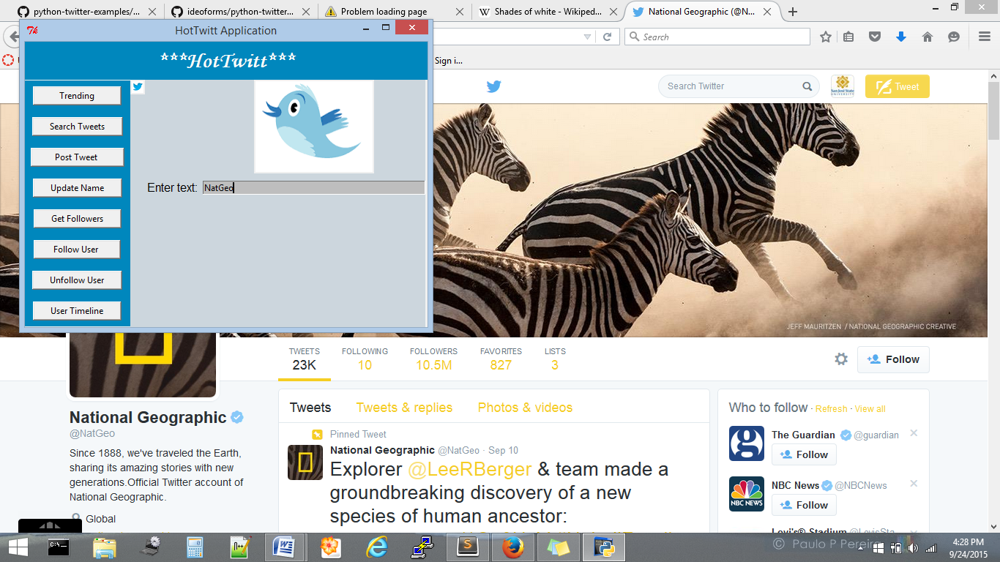 python-twitter-examples/...
ideoforms/python-twitter...
Problem loading page
Shades of white - Wikiped...
National Geographic (@N...
HotTwitt Application
Search
Sign i...
***HotTwitt***
Trending
Search Tweets
Post Tweet
Update Name
Get Followers
Follow User
Unfollow User
User Timeline
Enter text: NatGeo
Search Twitter
San José State
UNIVERSITY
Tweet
JEFF MAURITZEN / NATIONAL GEOGRAPHIC CREATIVE
TWEETS
23K
FOLLOWING
10
FOLLOWERS
10.5M
FAVORITES
827
LISTS
3
Follow
National Geographic
@NatGeo
Since 1888, we've traveled the Earth,
sharing its amazing stories with new
generations.Official Twitter account of
National Geographic.
Global
Tweets Tweets & replies Photos & videos
Pinned Tweet
National Geographic @NatGeo · Sep 10
Explorer @LeeRBerger & team made a
groundbreaking discovery of a new
species of human ancestor:
Who to follow · Refresh · View all
The Guardian @guardian
Follow
NBC News @NBCNews
NBC NEWS
Follow
Levi's® Stadium @LevisSta...
C:\_
N++
W
S
© Paulo P Pereira
4:28 PM
9/24/2015